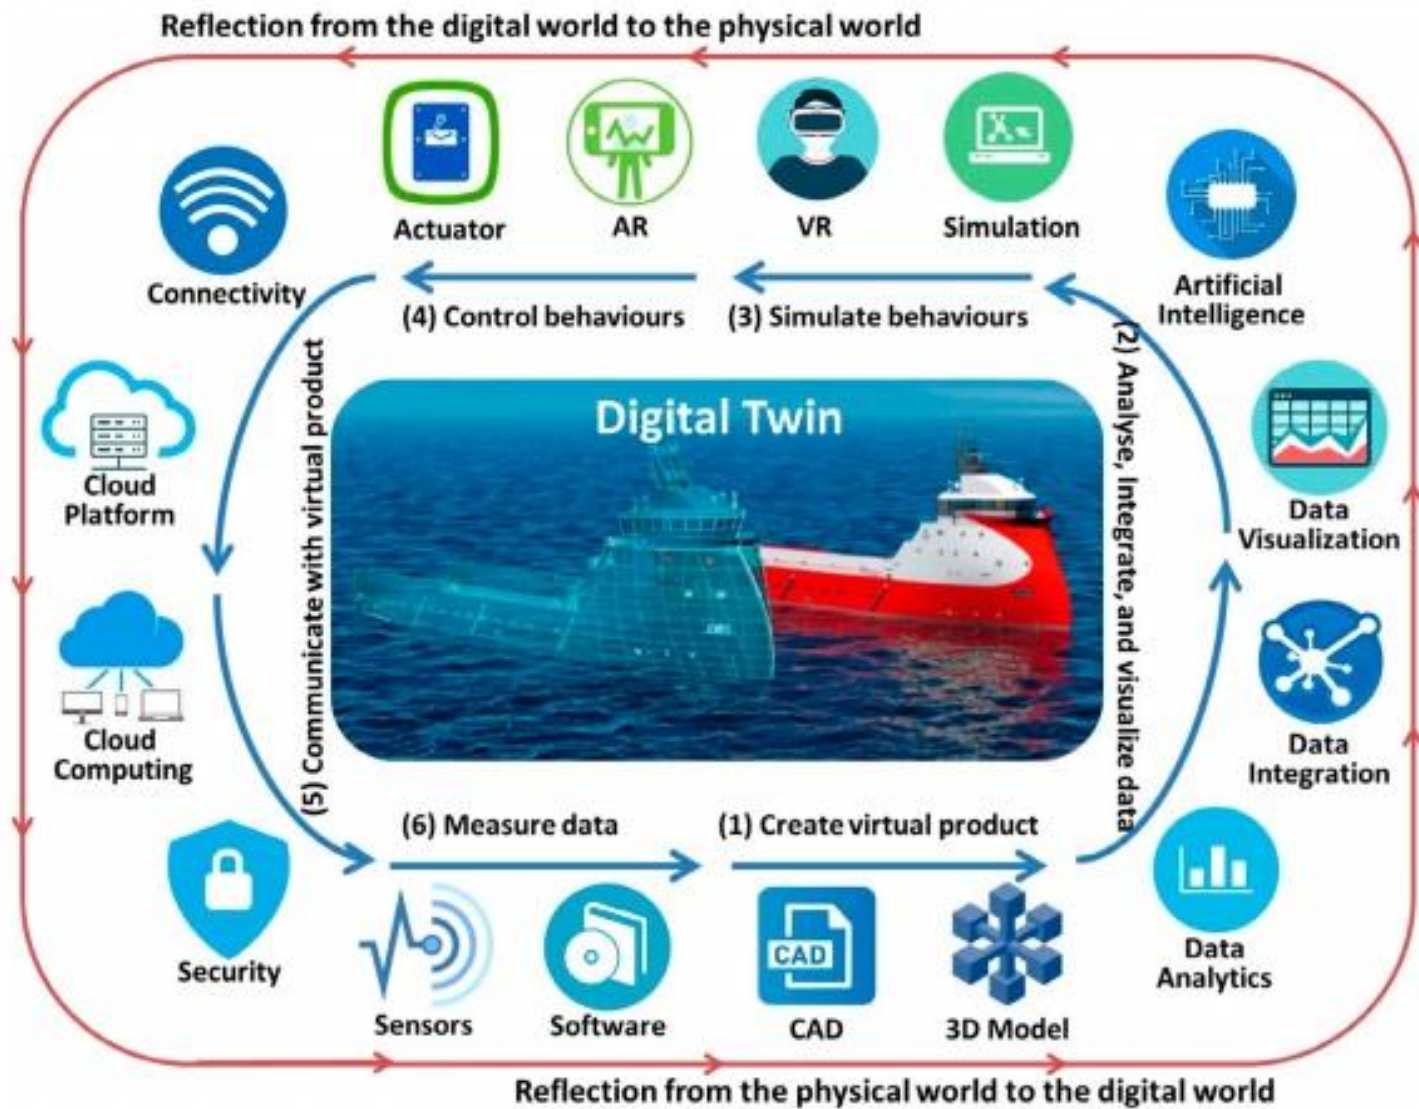 Reflection from the digital world to the physical world
Actuator
AR
VR
Simulation
Connectivity
Artificial
Intelligence
(4) Control behaviours
(3) Simulate behaviours
(2) Analyse, Integrate, and visualize data
(5) Communicate with virtual product
Digital Twin
Cloud
Platform
Data
Visualization
Cloud
Computing
Data
Integration
(6) Measure data
(1) Create virtual product
Security
Sensors
Software
CAD
CAD
3D Model
Data
Analytics
Reflection from the physical world to the digital world